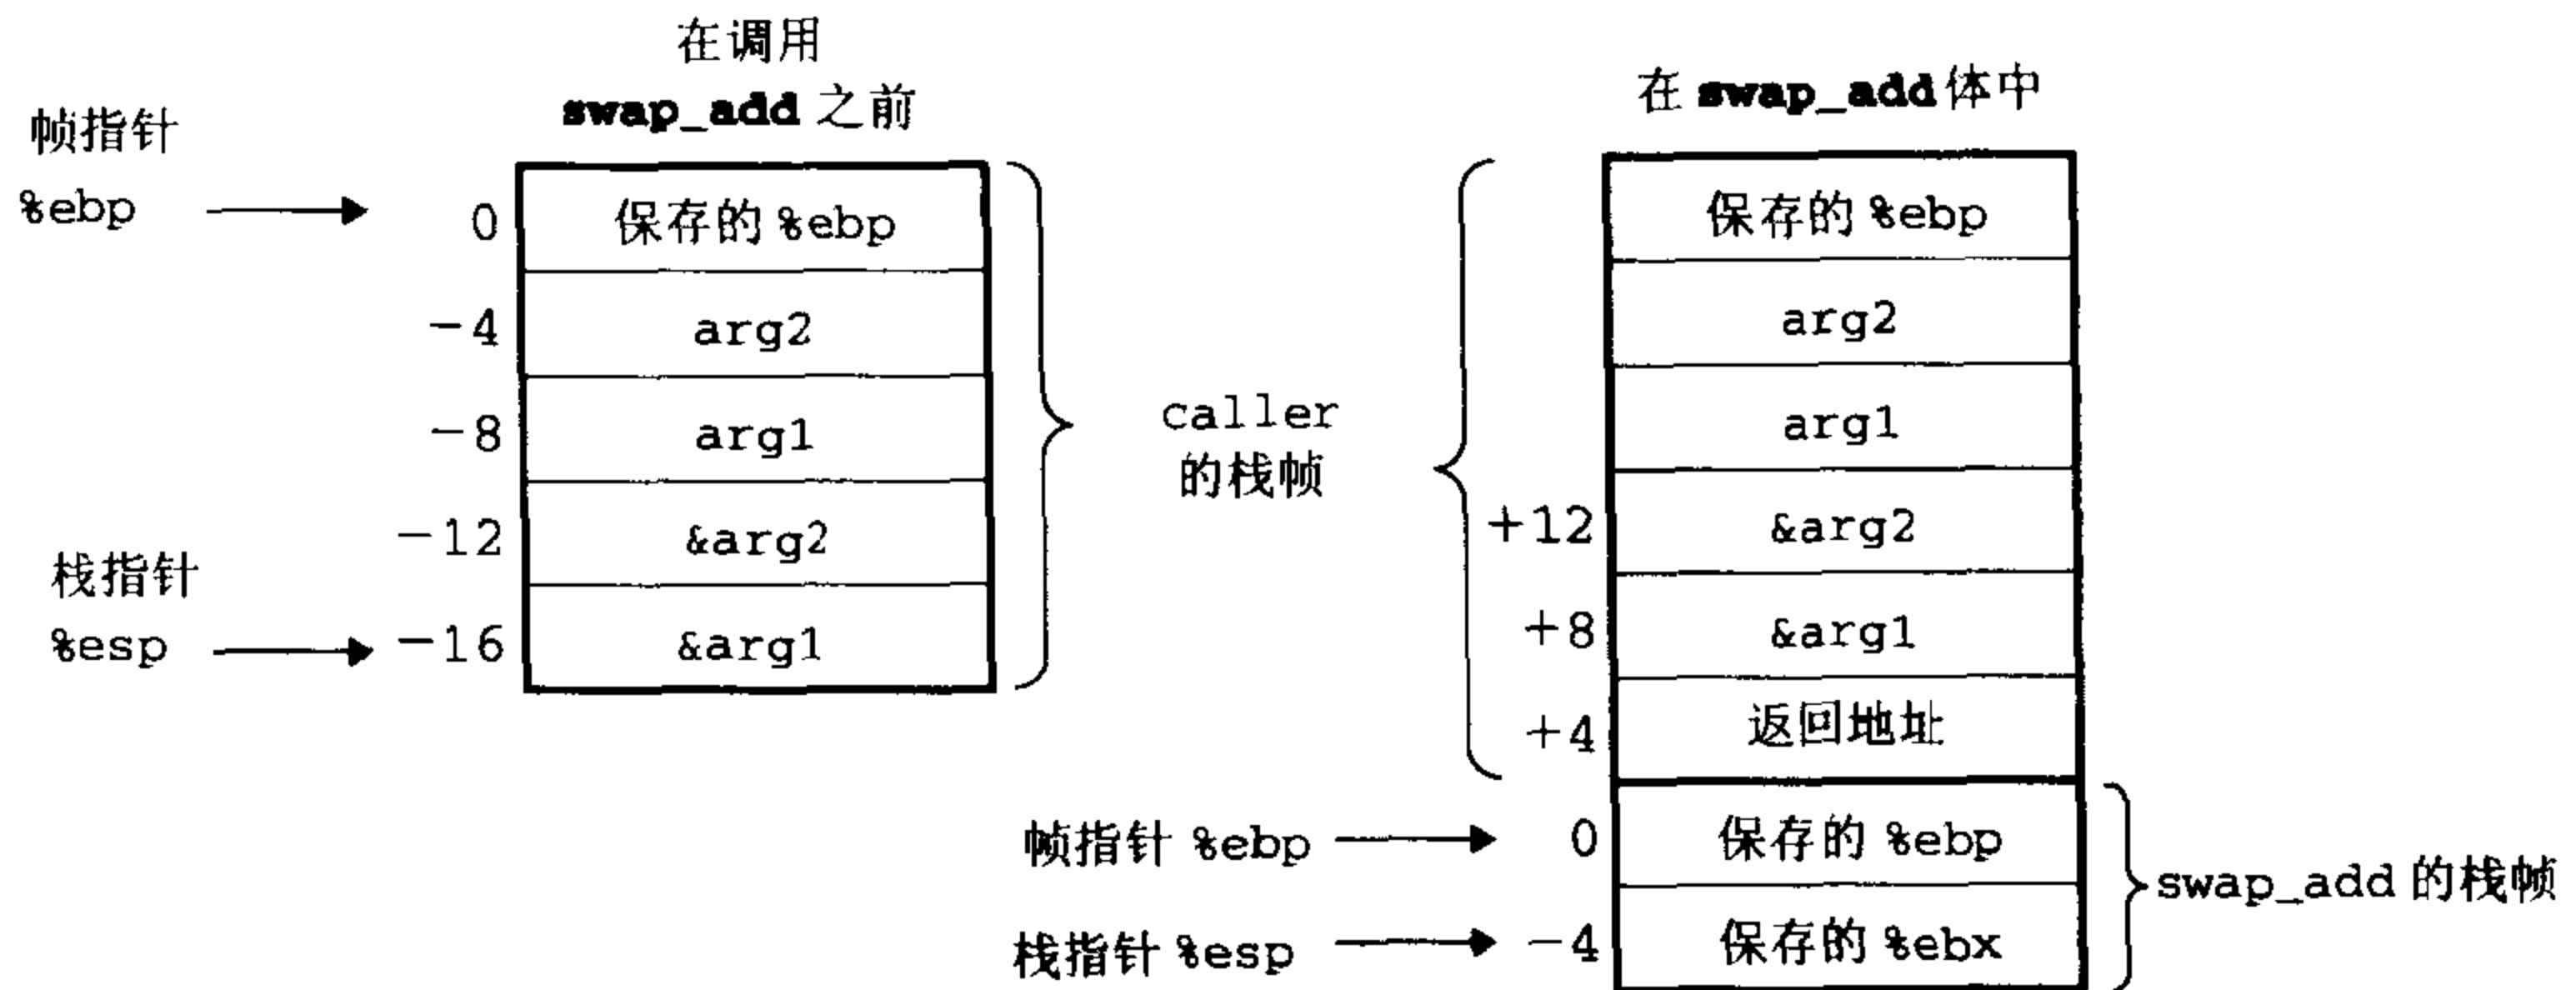 在调用
swap_add 之前
帧指针
%ebp
0 保存的 %ebp
-4 arg2
-8 arg1
-12 &arg2
栈指针
%esp
-16 &arg1
caller
的栈帧
在 swap_add 体中
保存的 %ebp
arg2
arg1
+12 &arg2
+8 &arg1
+4 返回地址
帧指针 %ebp 0 保存的 %ebp
栈指针 %esp -4 保存的 %ebx
swap_add 的栈帧